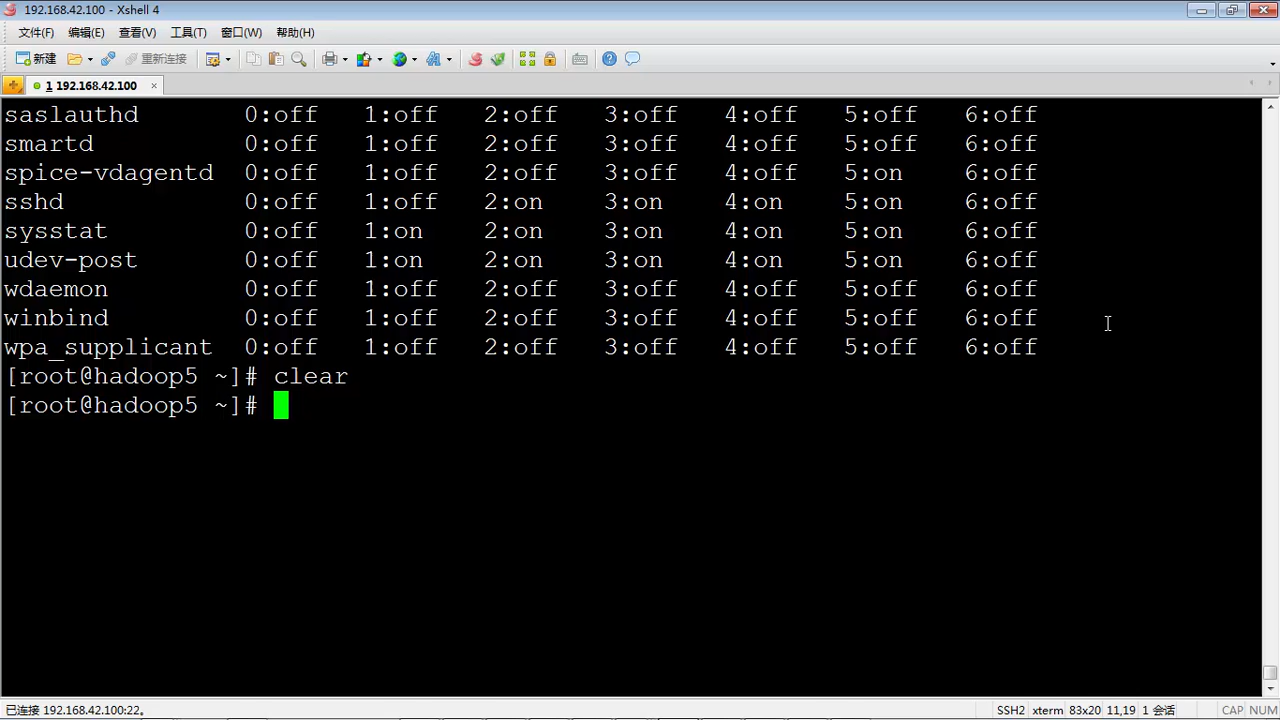 192.168.42.100 - Xshell 4
文件(F) 编辑(E) 查看(V) 工具(T) 窗口(W) 帮助(H)
新建 重新连接
1 192.168.42.100
saslauthd 0:off 1:off 2:off 3:off 4:off 5:off 6:off
smartd 0:off 1:off 2:off 3:off 4:off 5:off 6:off
spice-vdagentd 0:off 1:off 2:off 3:off 4:off 5:on 6:off
sshd 0:off 1:off 2:on 3:on 4:on 5:on 6:off
sysstat 0:off 1:on 2:on 3:on 4:on 5:on 6:off
udev-post 0:off 1:on 2:on 3:on 4:on 5:on 6:off
wdaemon 0:off 1:off 2:off 3:off 4:off 5:off 6:off
winbind 0:off 1:off 2:off 3:off 4:off 5:off 6:off
wpa_supplicant 0:off 1:off 2:off 3:off 4:off 5:off 6:off
[root@hadoop5 ~]# clear
[root@hadoop5 ~]#
已连接 192.168.42.100:22。 SSH2 xterm 83x20 11,19 1 会话 CAP NUM